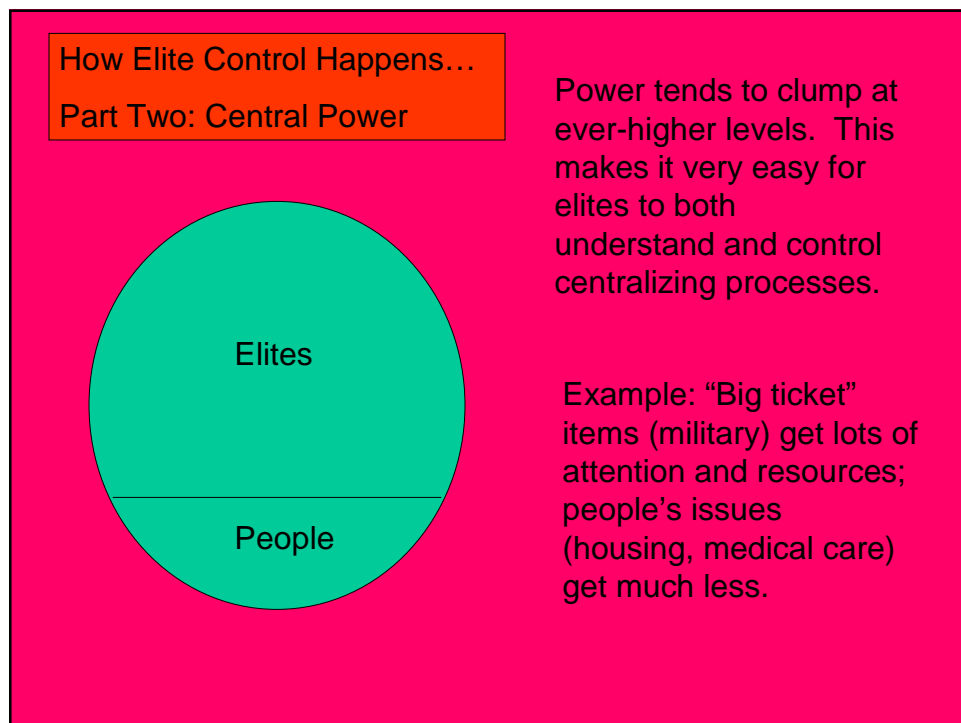 How Elite Control Happens…
Part Two: Central Power
Power tends to clump at
ever-higher levels.  This
makes it very easy for
elites to both
understand and control
centralizing processes.
Elites
People
Example: “Big ticket”
items (military) get lots of
attention and resources;
people’s issues
(housing, medical care)
get much less.